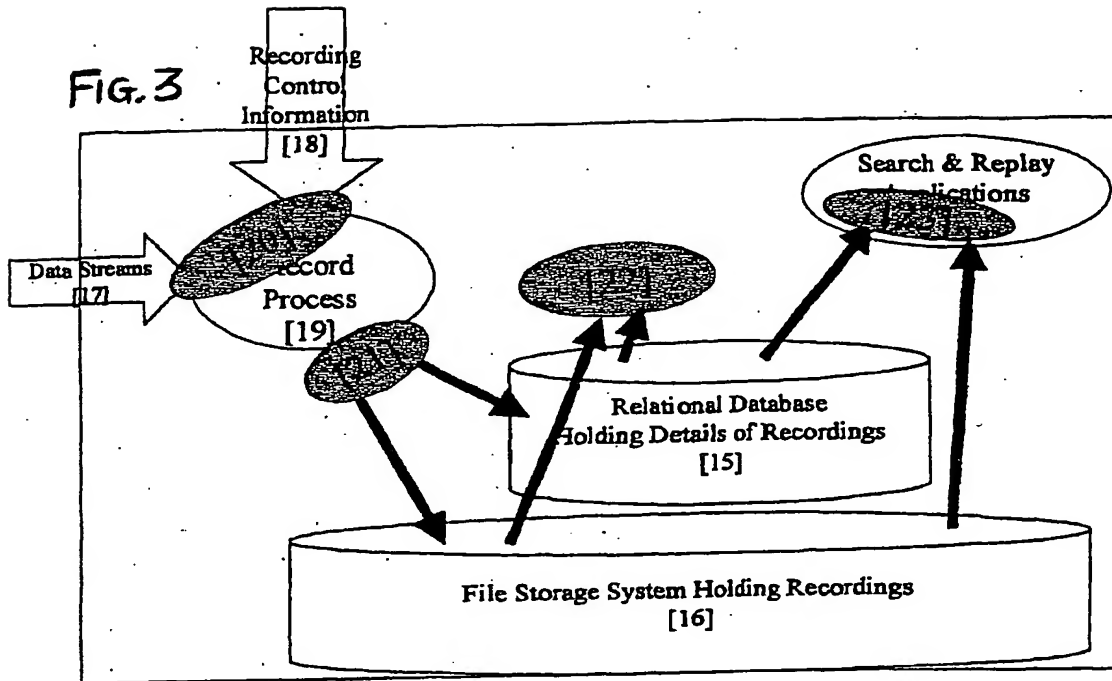 FIG. 3
Recording
Control
Information
[18]
Search & Replay
Data Streams
[17]
Process
[19]
Relational Database
Holding Details of Recordings
[15]
File Storage System Holding Recordings
[16]